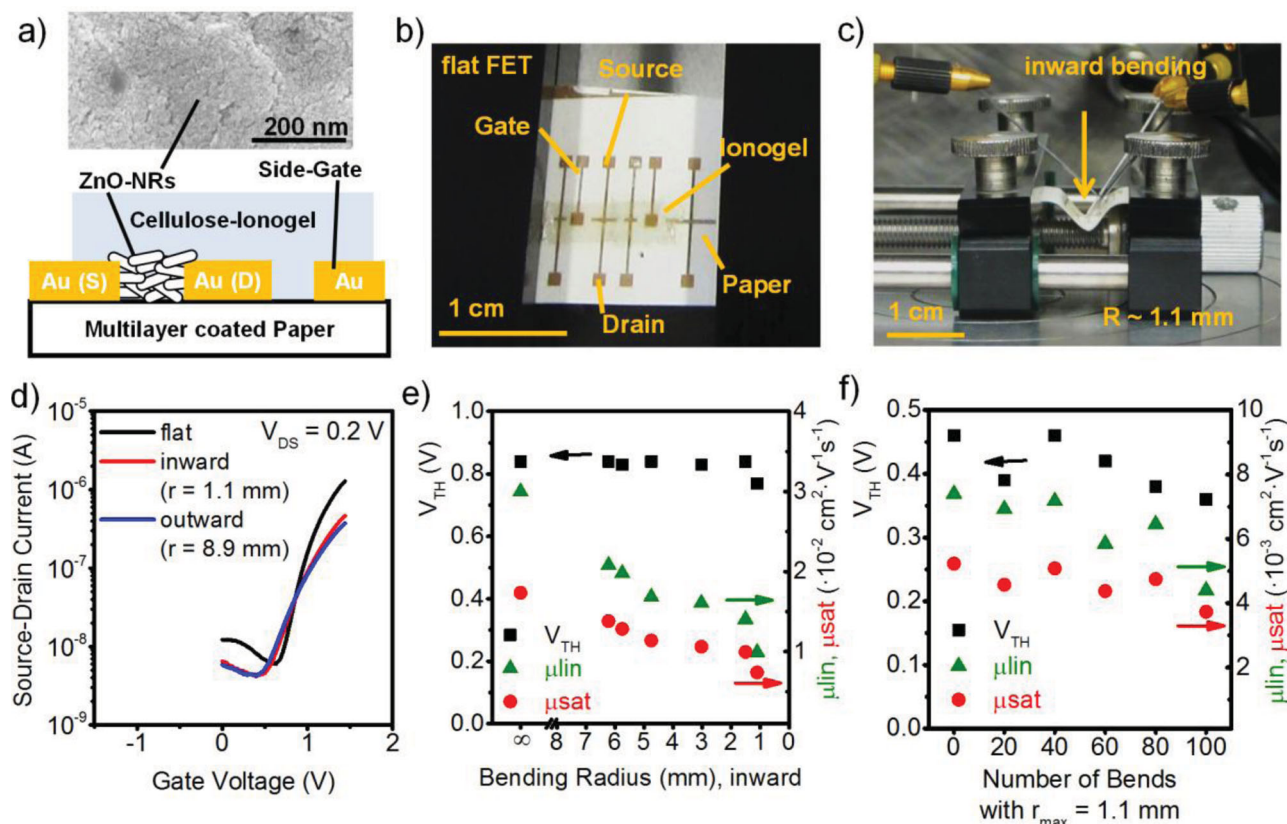 a)
200 nm
ZnO-NRs
Side-Gate
Cellulose-Ionogel
Au (S)
Au (D)
Au
Multilayer coated Paper
b)
flat FET
Source
Gate
Ionogel
Paper
Drain
1 cm
c)
inward bending
1 cm
R ~ 1.1 mm
d)
Source-Drain Current (A)
10⁻⁵
10⁻⁶
10⁻⁷
10⁻⁸
10⁻⁹
flat
inward
(r = 1.1 mm)
outward
(r = 8.9 mm)
V_DS = 0.2 V
-1 0 1 2
Gate Voltage (V)
e)
V_TH (V)
1.0
0.8
0.6
0.4
0.2
0.0
V_TH
μlin
μsat
4
3
2
1
μlin, μsat (·10⁻² cm²·V⁻¹s⁻¹)
∞ 8 7 6 5 4 3 2 1 0
Bending Radius (mm), inward
f)
V_TH (V)
0.5
0.4
0.3
0.2
0.1
0.0
V_TH
μlin
μsat
10
8
6
4
2
μlin, μsat (·10⁻³ cm²·V⁻¹s⁻¹)
0 20 40 60 80 100
Number of Bends
with r_max = 1.1 mm